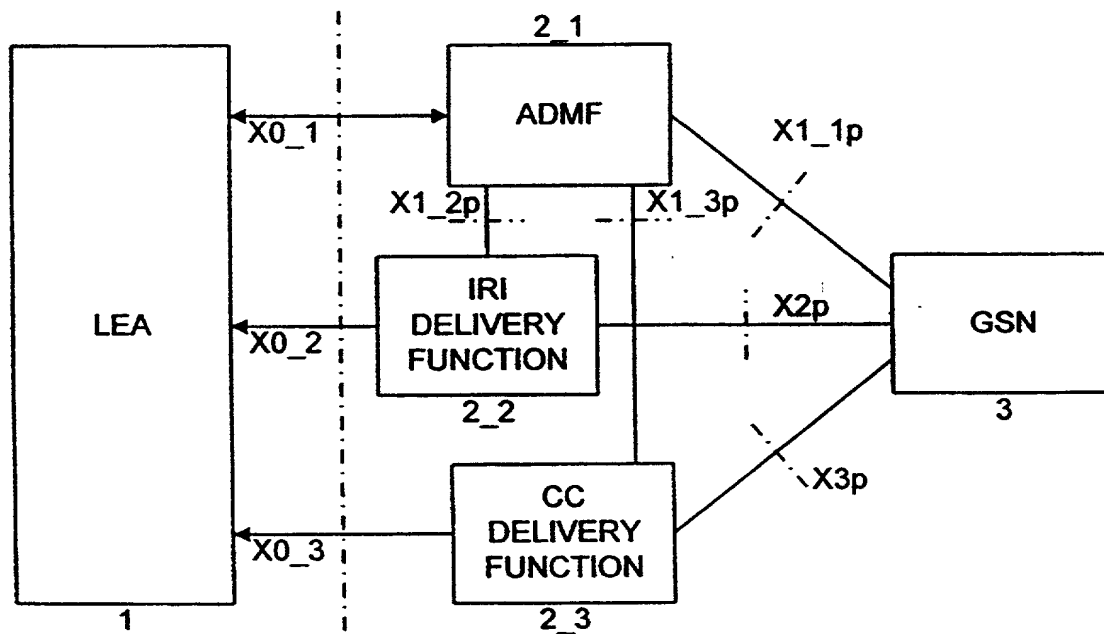 2_1
ADMF
X0_1
X1_1p
X1_2p
X1_3p
LEA
IRI
DELIVERY
FUNCTION
X0_2
X2p
GSN
2_2
3
CC
DELIVERY
FUNCTION
X3p
X0_3
1
2_3